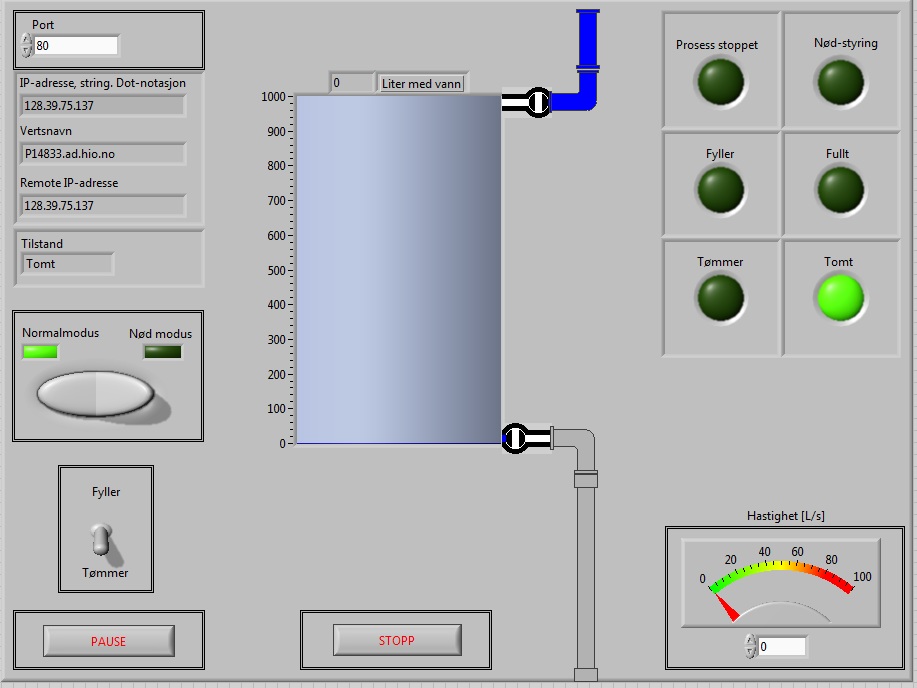 Port
80
IP-adresse, string. Dot-notasjon
128.39.75.137
Vertsnavn
P14833.ad.hio.no
Remote IP-adresse
128.39.75.137
Tilstand
Tomt
Normalmodus
Nød modus
Fyller
Tømmer
PAUSE
0
Liter med vann
1000
900
800
700
600
500
400
300
200
100
0
STOPP
Prosess stoppet
Nød-styring
Fyller
Fullt
Tømmer
Tomt
Hastighet [L/s]
0 20 40 60 80 100
0